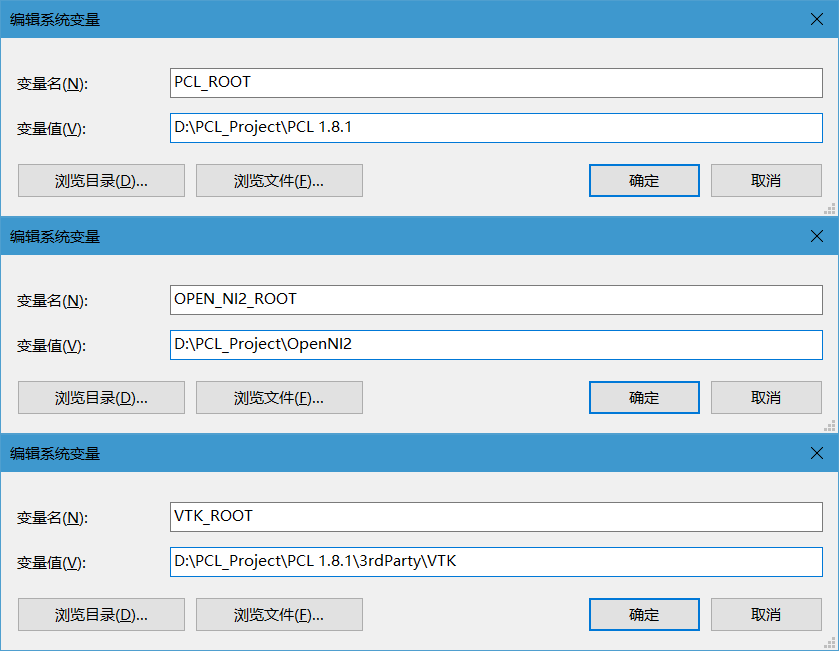 编辑系统变量
变量名(N): PCL_ROOT
变量值(V): D:\PCL_Project\PCL 1.8.1
浏览目录(D)... 浏览文件(F)... 确定 取消
编辑系统变量
变量名(N): OPEN_NI2_ROOT
变量值(V): D:\PCL_Project\OpenNI2
浏览目录(D)... 浏览文件(F)... 确定 取消
编辑系统变量
变量名(N): VTK_ROOT
变量值(V): D:\PCL_Project\PCL 1.8.1\3rdParty\VTK
浏览目录(D)... 浏览文件(F)... 确定 取消